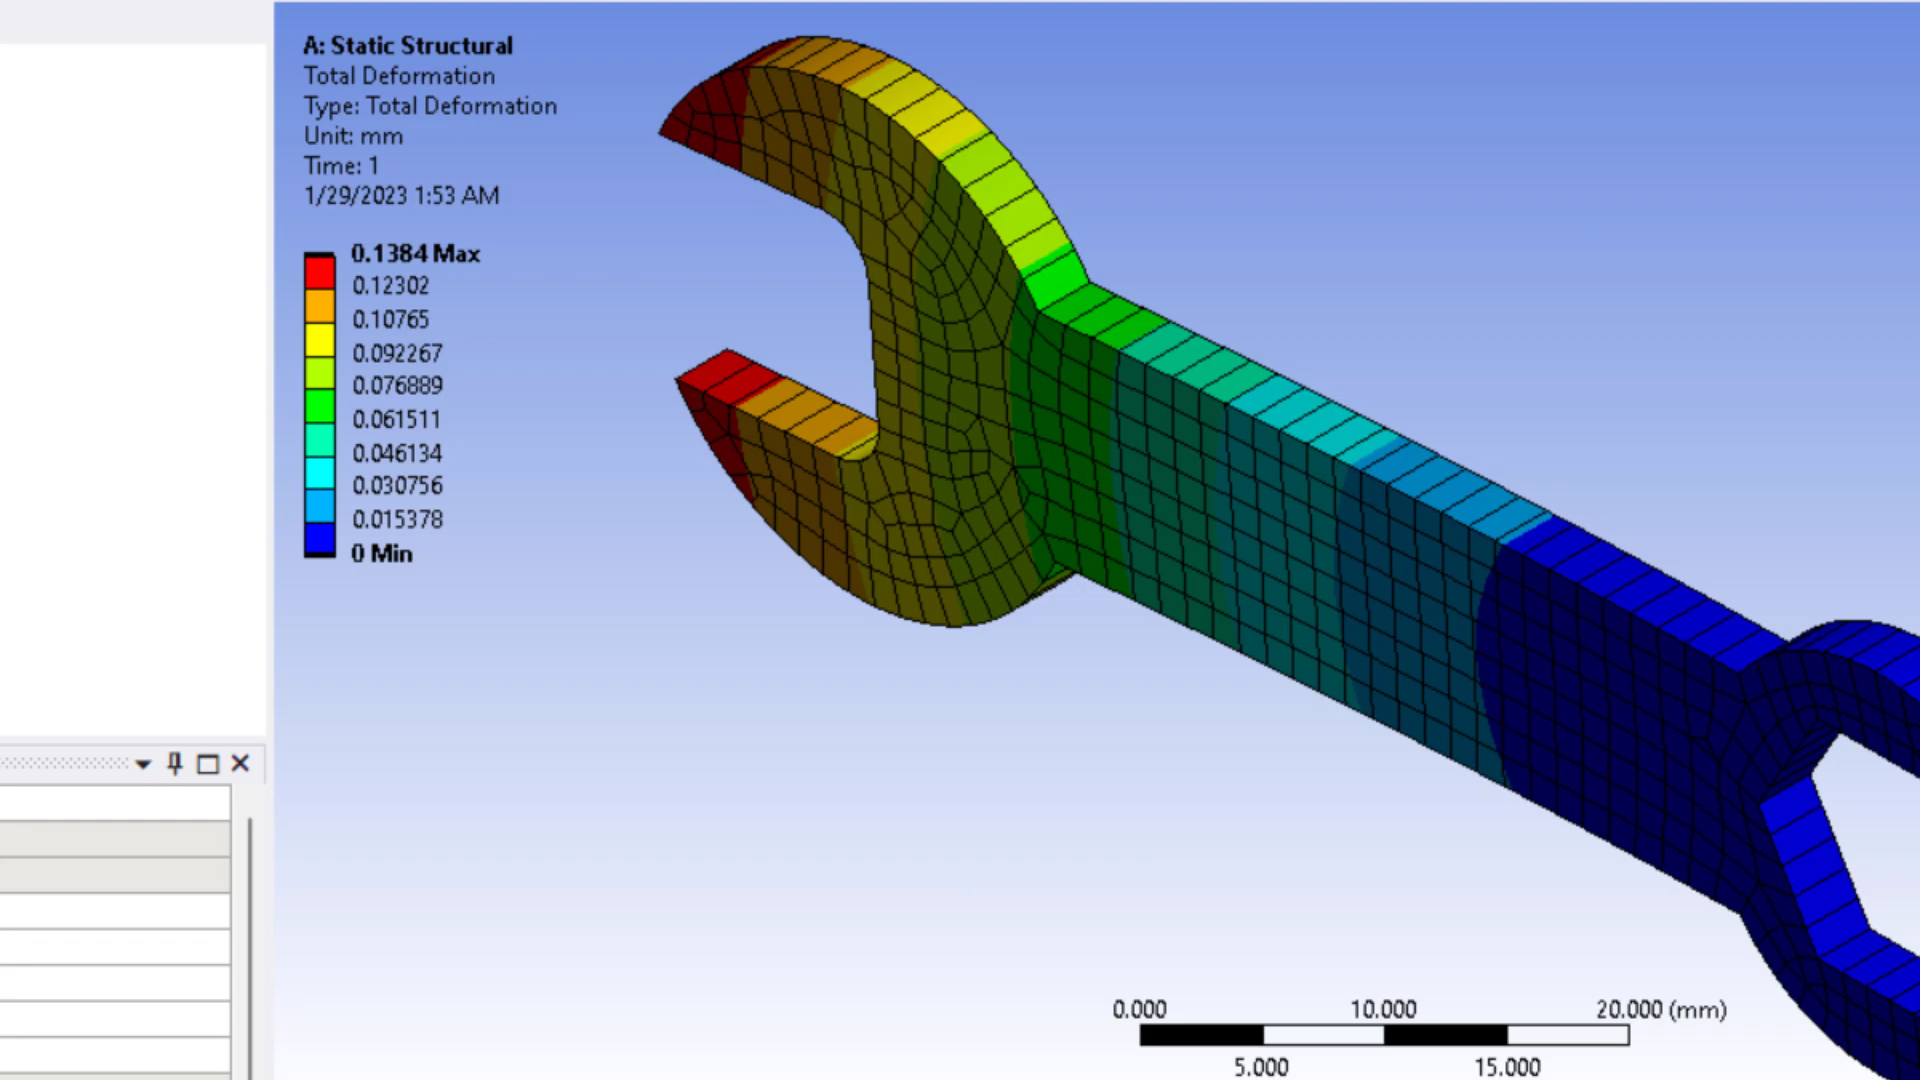 A: Static Structural
Total Deformation
Type: Total Deformation
Unit: mm
Time: 1
1/29/2023 1:53 AM
0.1384 Max
0.12302
0.10765
0.092267
0.076889
0.061511
0.046134
0.030756
0.015378
0 Min
0.000 10.000 20.000 (mm)
5.000 15.000